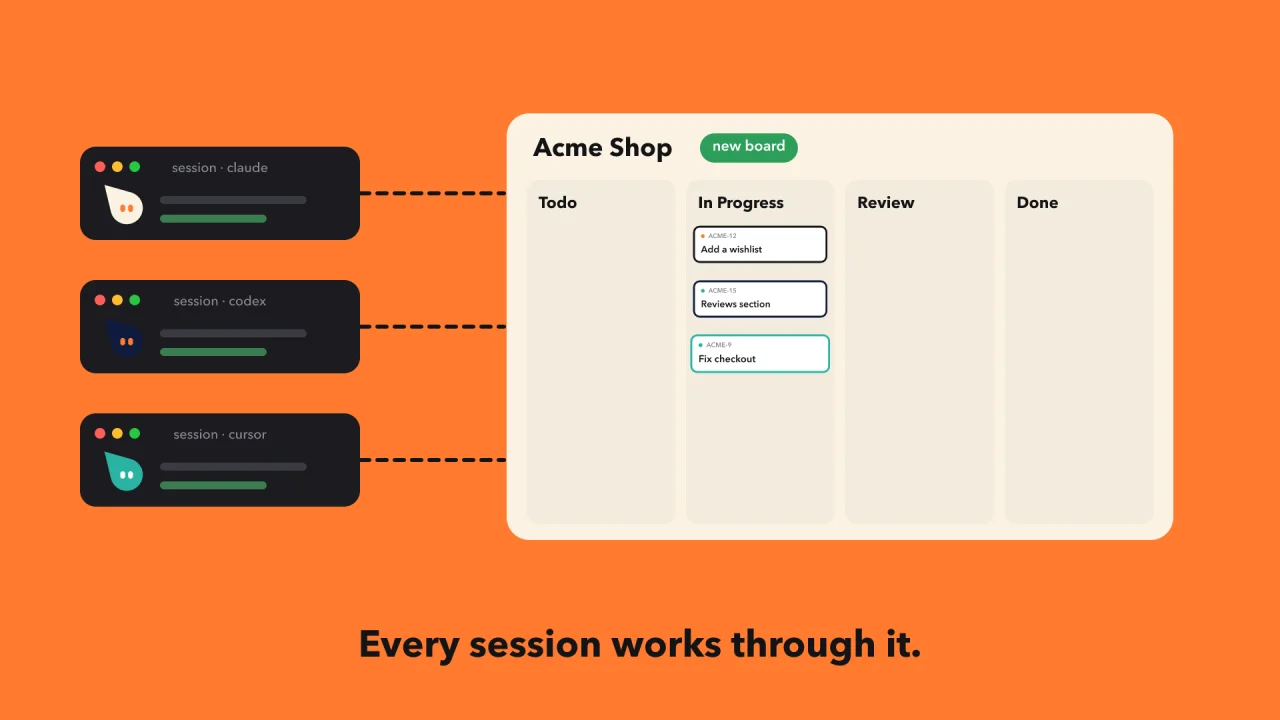 session · claude
session · codex
session · cursor
Acme Shop
new board
Todo
In Progress
ACME-12
Add a wishlist
ACME-15
Reviews section
ACME-9
Fix checkout
Review
Done
Every session works through it.